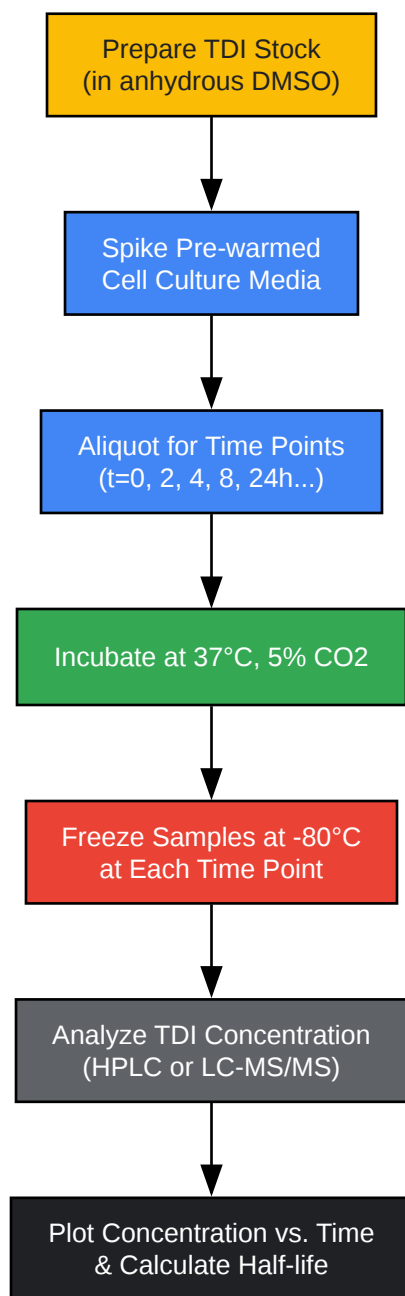 Prepare TDI Stock
(in anhydrous DMSO)
Spike Pre-warmed
Cell Culture Media
Aliquot for Time Points
(t=0, 2, 4, 8, 24h...)
Incubate at 37°C, 5% CO2
Freeze Samples at -80°C
at Each Time Point
Analyze TDI Concentration
(HPLC or LC-MS/MS)
Plot Concentration vs. Time
& Calculate Half-life